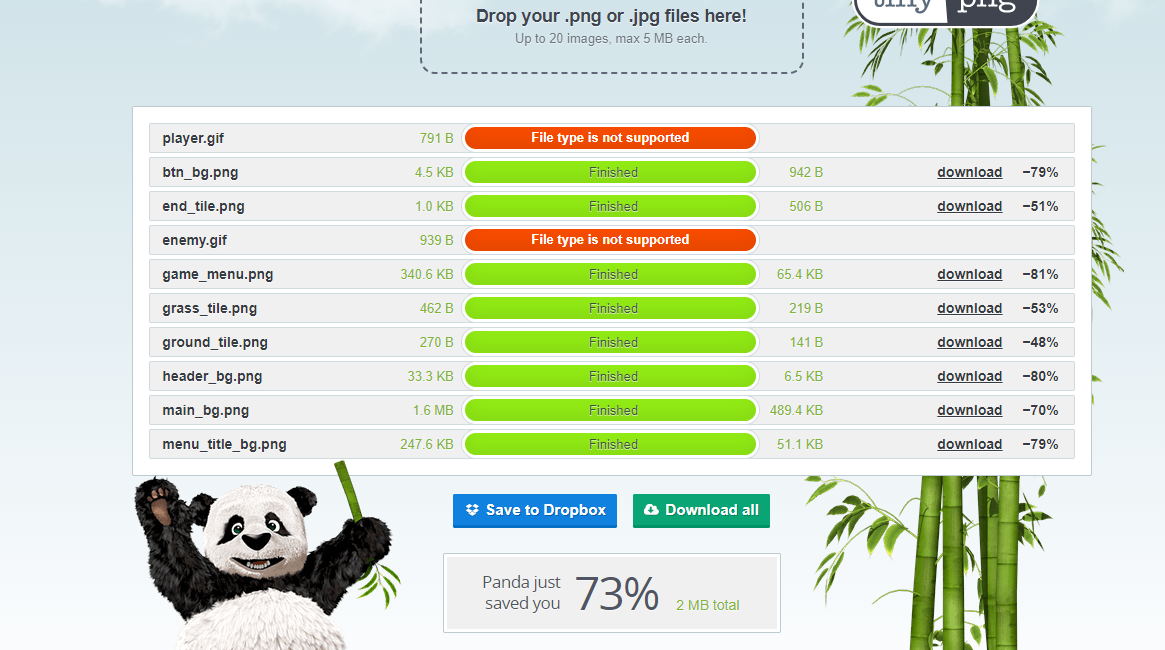 tiny png
Drop your .png or .jpg files here!
Up to 20 images, max 5 MB each.
player.gif 791 B File type is not supported
btn_bg.png 4.5 KB Finished 942 B download −79%
end_tile.png 1.0 KB Finished 506 B download −51%
enemy.gif 939 B File type is not supported
game_menu.png 340.6 KB Finished 65.4 KB download −81%
grass_tile.png 462 B Finished 219 B download −53%
ground_tile.png 270 B Finished 141 B download −48%
header_bg.png 33.3 KB Finished 6.5 KB download −80%
main_bg.png 1.6 MB Finished 489.4 KB download −70%
menu_title_bg.png 247.6 KB Finished 51.1 KB download −79%
Save to Dropbox Download all
Panda just
saved you 73% 2 MB total